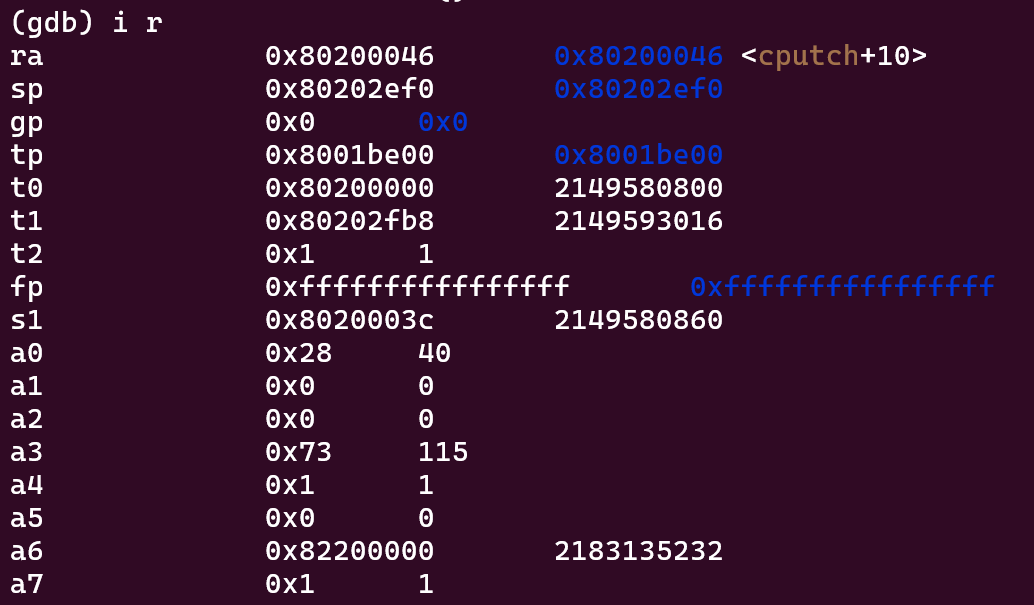 (gdb) i r
ra 0x80200046 0x80200046 <cputch+10>
sp 0x80202ef0 0x80202ef0
gp 0x0 0x0
tp 0x8001be00 0x8001be00
t0 0x80200000 2149580800
t1 0x80202fb8 2149593016
t2 0x1 1
fp 0xffffffffffffffff 0xffffffffffffffff
s1 0x8020003c 2149580860
a0 0x28 40
a1 0x0 0
a2 0x0 0
a3 0x73 115
a4 0x1 1
a5 0x0 0
a6 0x82200000 2183135232
a7 0x1 1